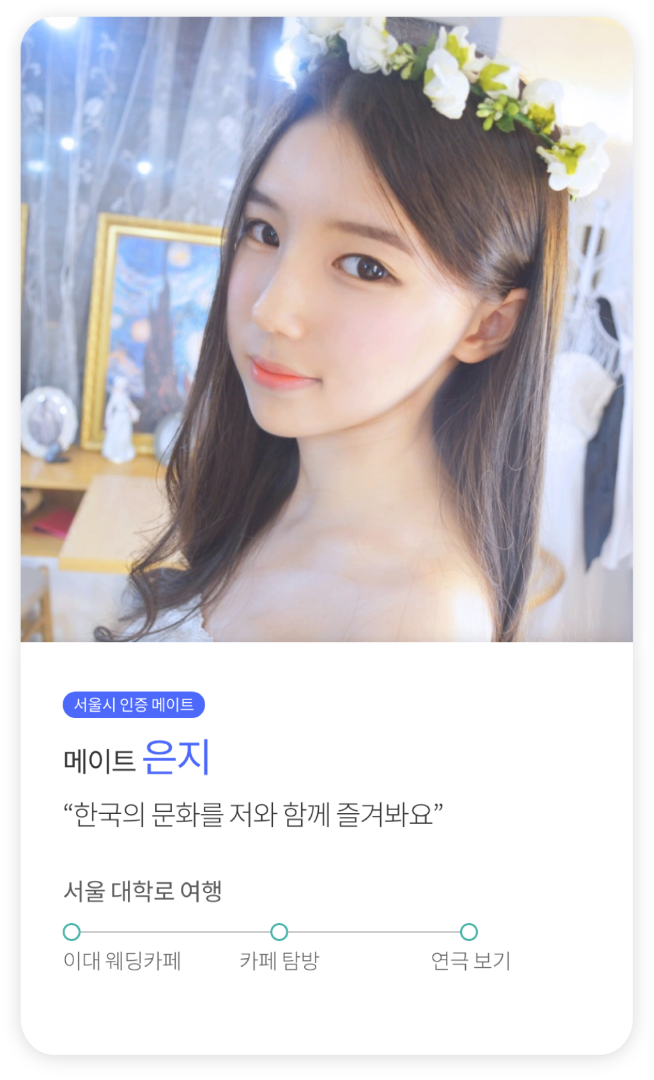 서울시 인증 메이트
메이트 은지
“한국의 문화를 저와 함께 즐겨봐요”
서울 대학로 여행
이대 웨딩카페 카페 탐방 연극 보기